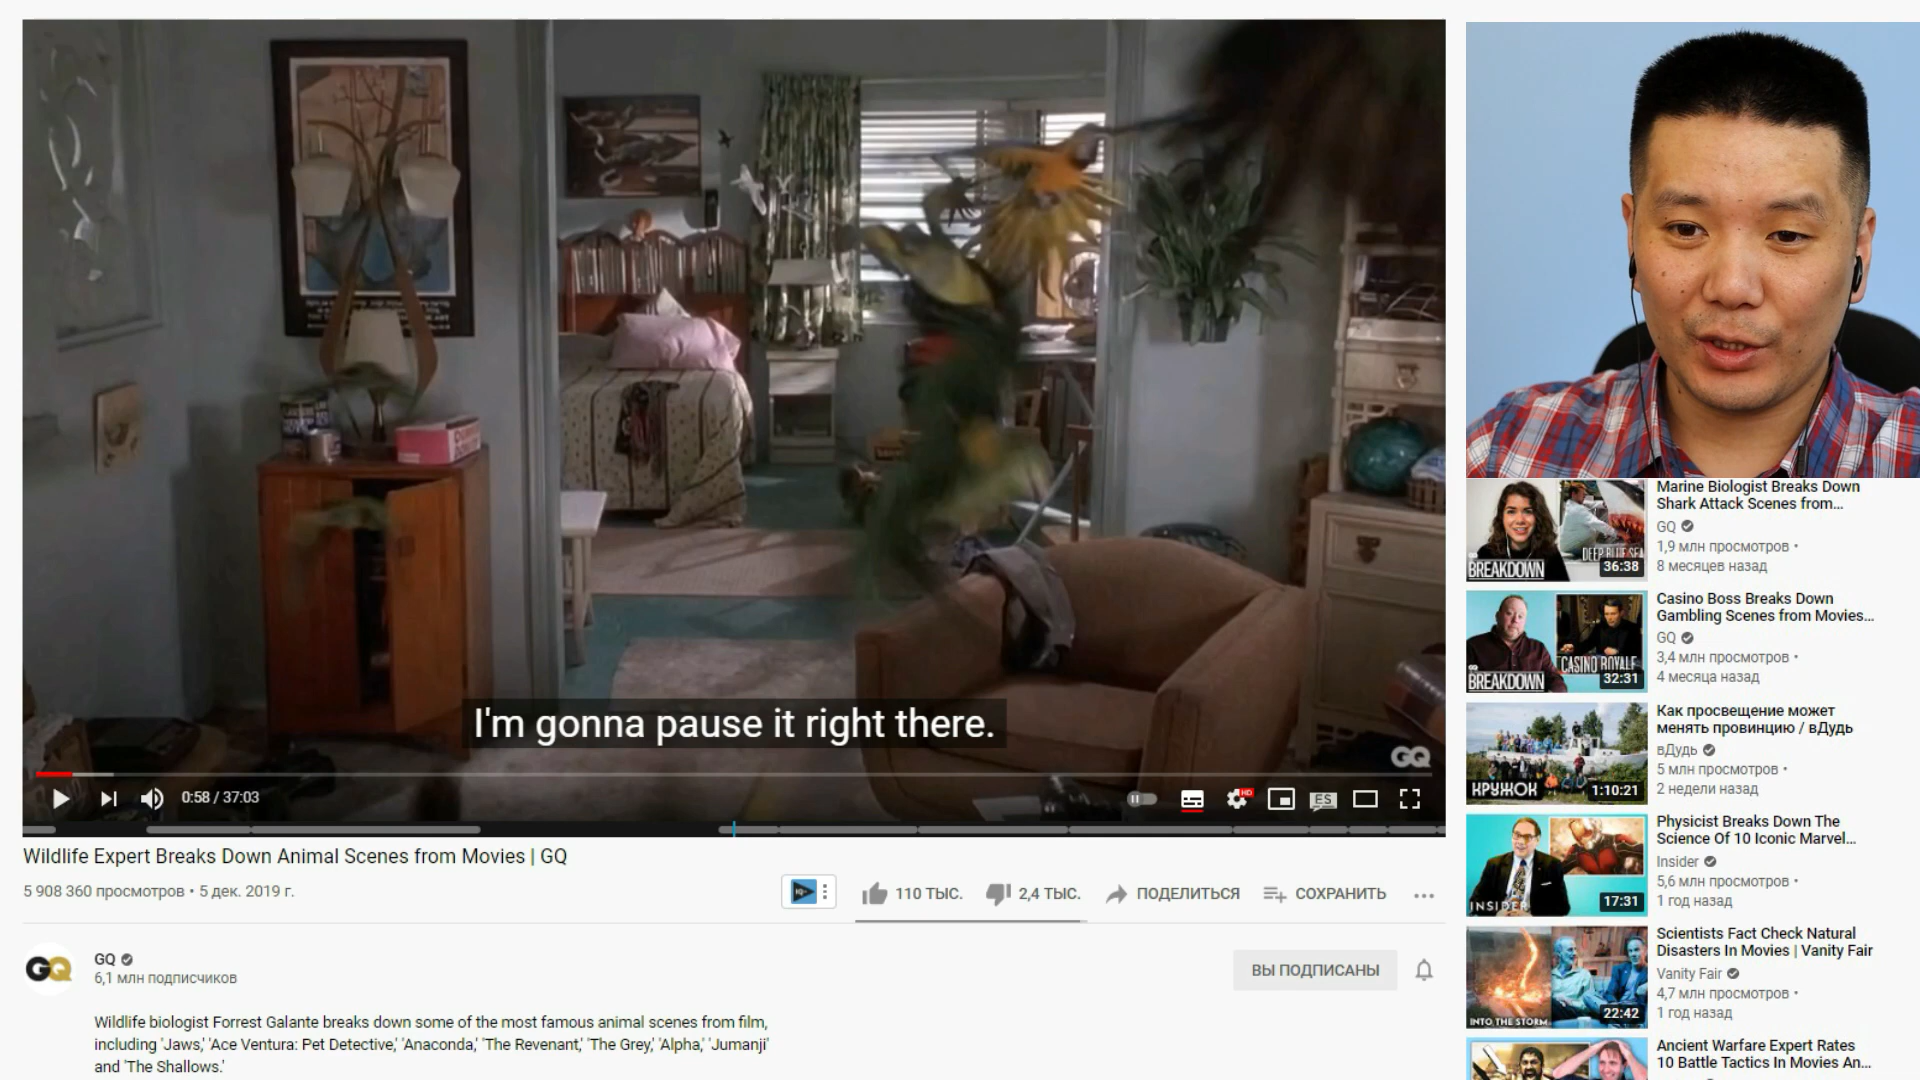 I'm gonna pause it right there.
GQ
0:58 / 37:03
HD
ES
Wildlife Expert Breaks Down Animal Scenes from Movies | GQ
5 908 360 просмотров • 5 дек. 2019 г.
110 ТЫС.
2,4 ТЫС.
ПОДЕЛИТЬСЯ
СОХРАНИТЬ
GQ
GQ
6,1 млн подписчиков
ВЫ ПОДПИСАНЫ
Wildlife biologist Forrest Galante breaks down some of the most famous animal scenes from film,
including 'Jaws,' 'Ace Ventura: Pet Detective,' 'Anaconda,' 'The Revenant,' 'The Grey,' 'Alpha,' 'Jumanji'
and 'The Shallows.'
DEEP BLUE SEA
BREAKDOWN
36:38
Marine Biologist Breaks Down
Shark Attack Scenes from...
GQ
1,9 млн просмотров •
8 месяцев назад
CASINO ROYALE
BREAKDOWN
32:31
Casino Boss Breaks Down
Gambling Scenes from Movies...
GQ
3,4 млн просмотров •
4 месяца назад
КРУЖОК
1:10:21
Как просвещение может
менять провинцию / вДудь
вДудь
5 млн просмотров •
2 недели назад
INSIDER
17:31
Physicist Breaks Down The
Science Of 10 Iconic Marvel...
Insider
5,6 млн просмотров •
1 год назад
INTO THE STORM
22:42
Scientists Fact Check Natural
Disasters In Movies | Vanity Fair
Vanity Fair
4,7 млн просмотров •
1 год назад
Ancient Warfare Expert Rates
10 Battle Tactics In Movies An...